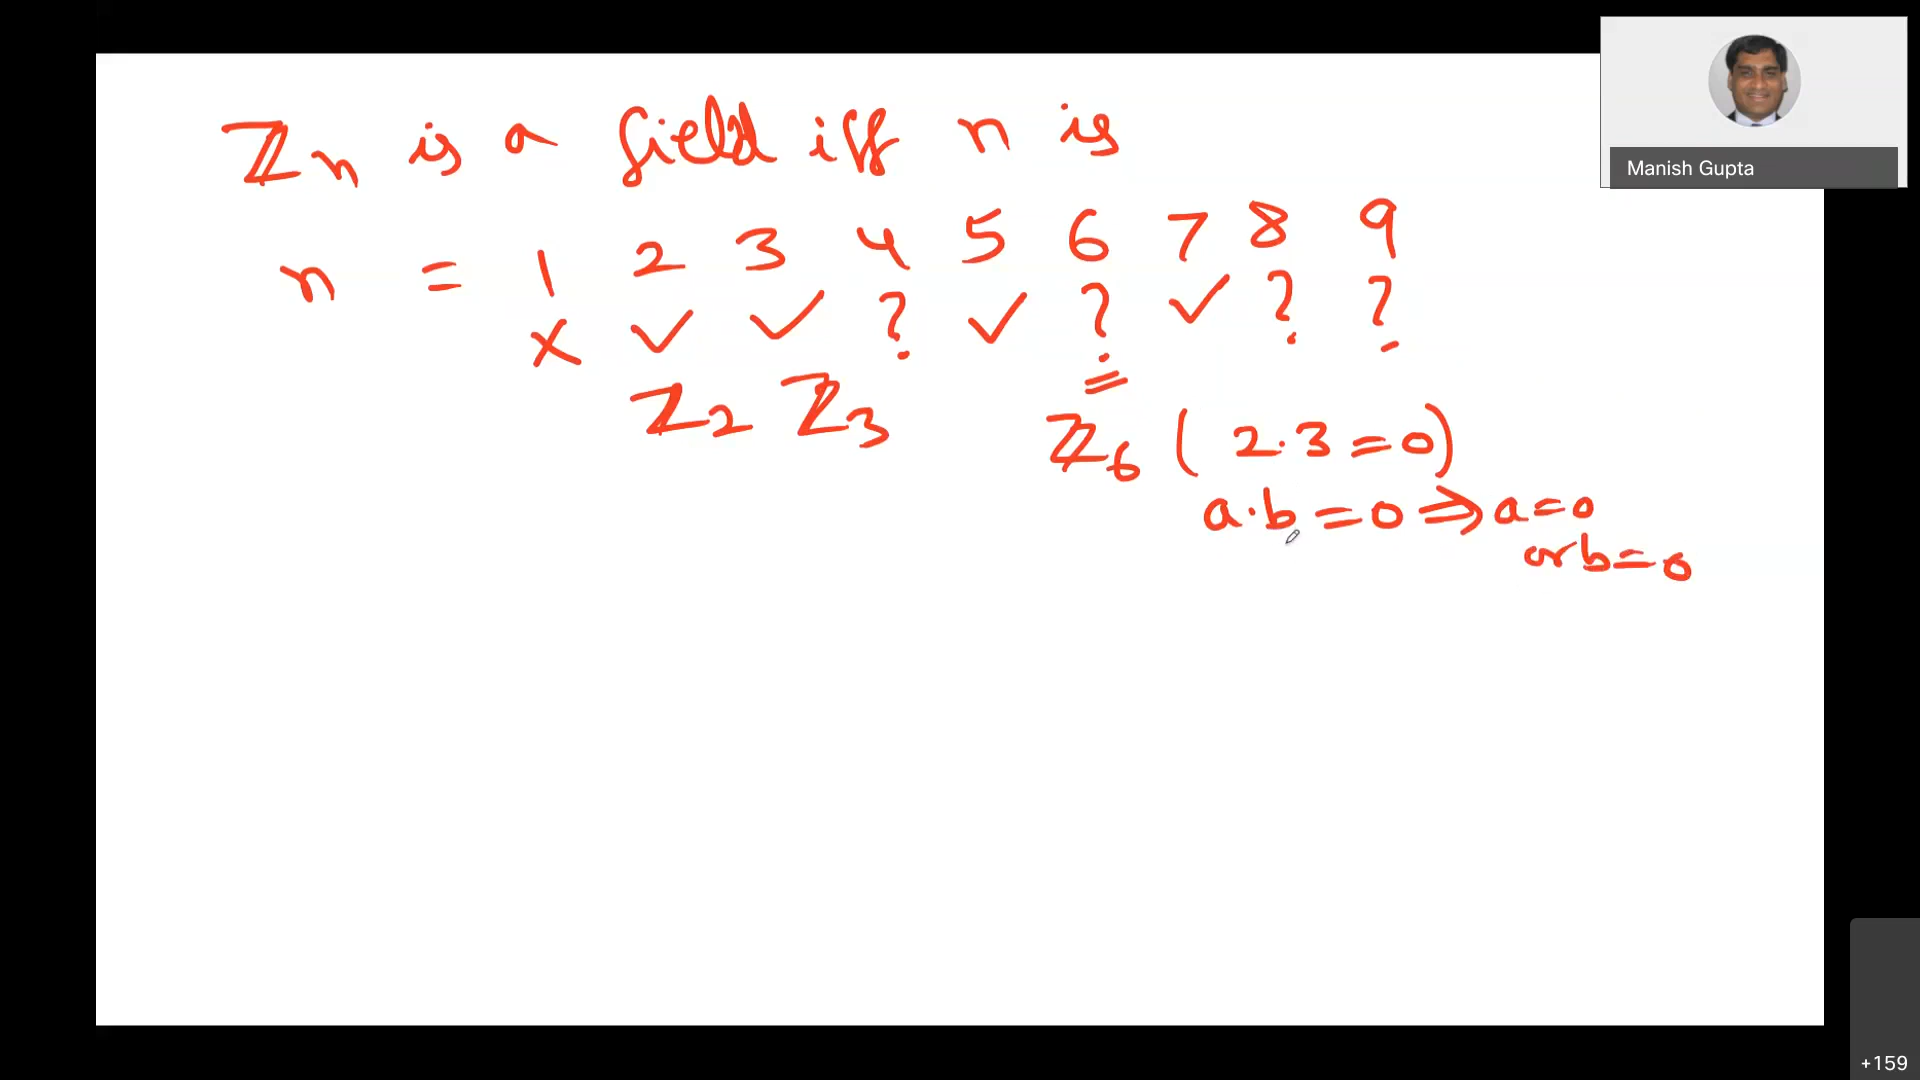 Zn is a field iff n is
n = 1 2 3 4 5 6 7 8 9
× ✓ ✓ ? ✓ ? ✓ ? ?
Z2 Z3 Z6 ( 2·3=0)
a·b=0 ⇒ a=0
or b=0
Manish Gupta
+159